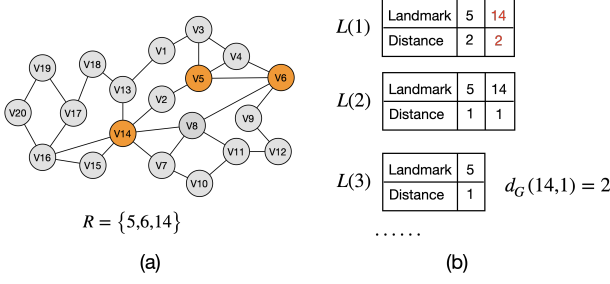 V3
V1
V4
V19
V18
V5
V6
V13
V2
V20
V17
V9
V14
V8
V16
V15
V7
V11
V12
V10
R = {5,6,14}
(a)
L(1)
Landmark 5 14
Distance 2 2
L(2)
Landmark 5 14
Distance 1 1
L(3)
Landmark 5
Distance 1
d_G(14,1) = 2
......
(b)